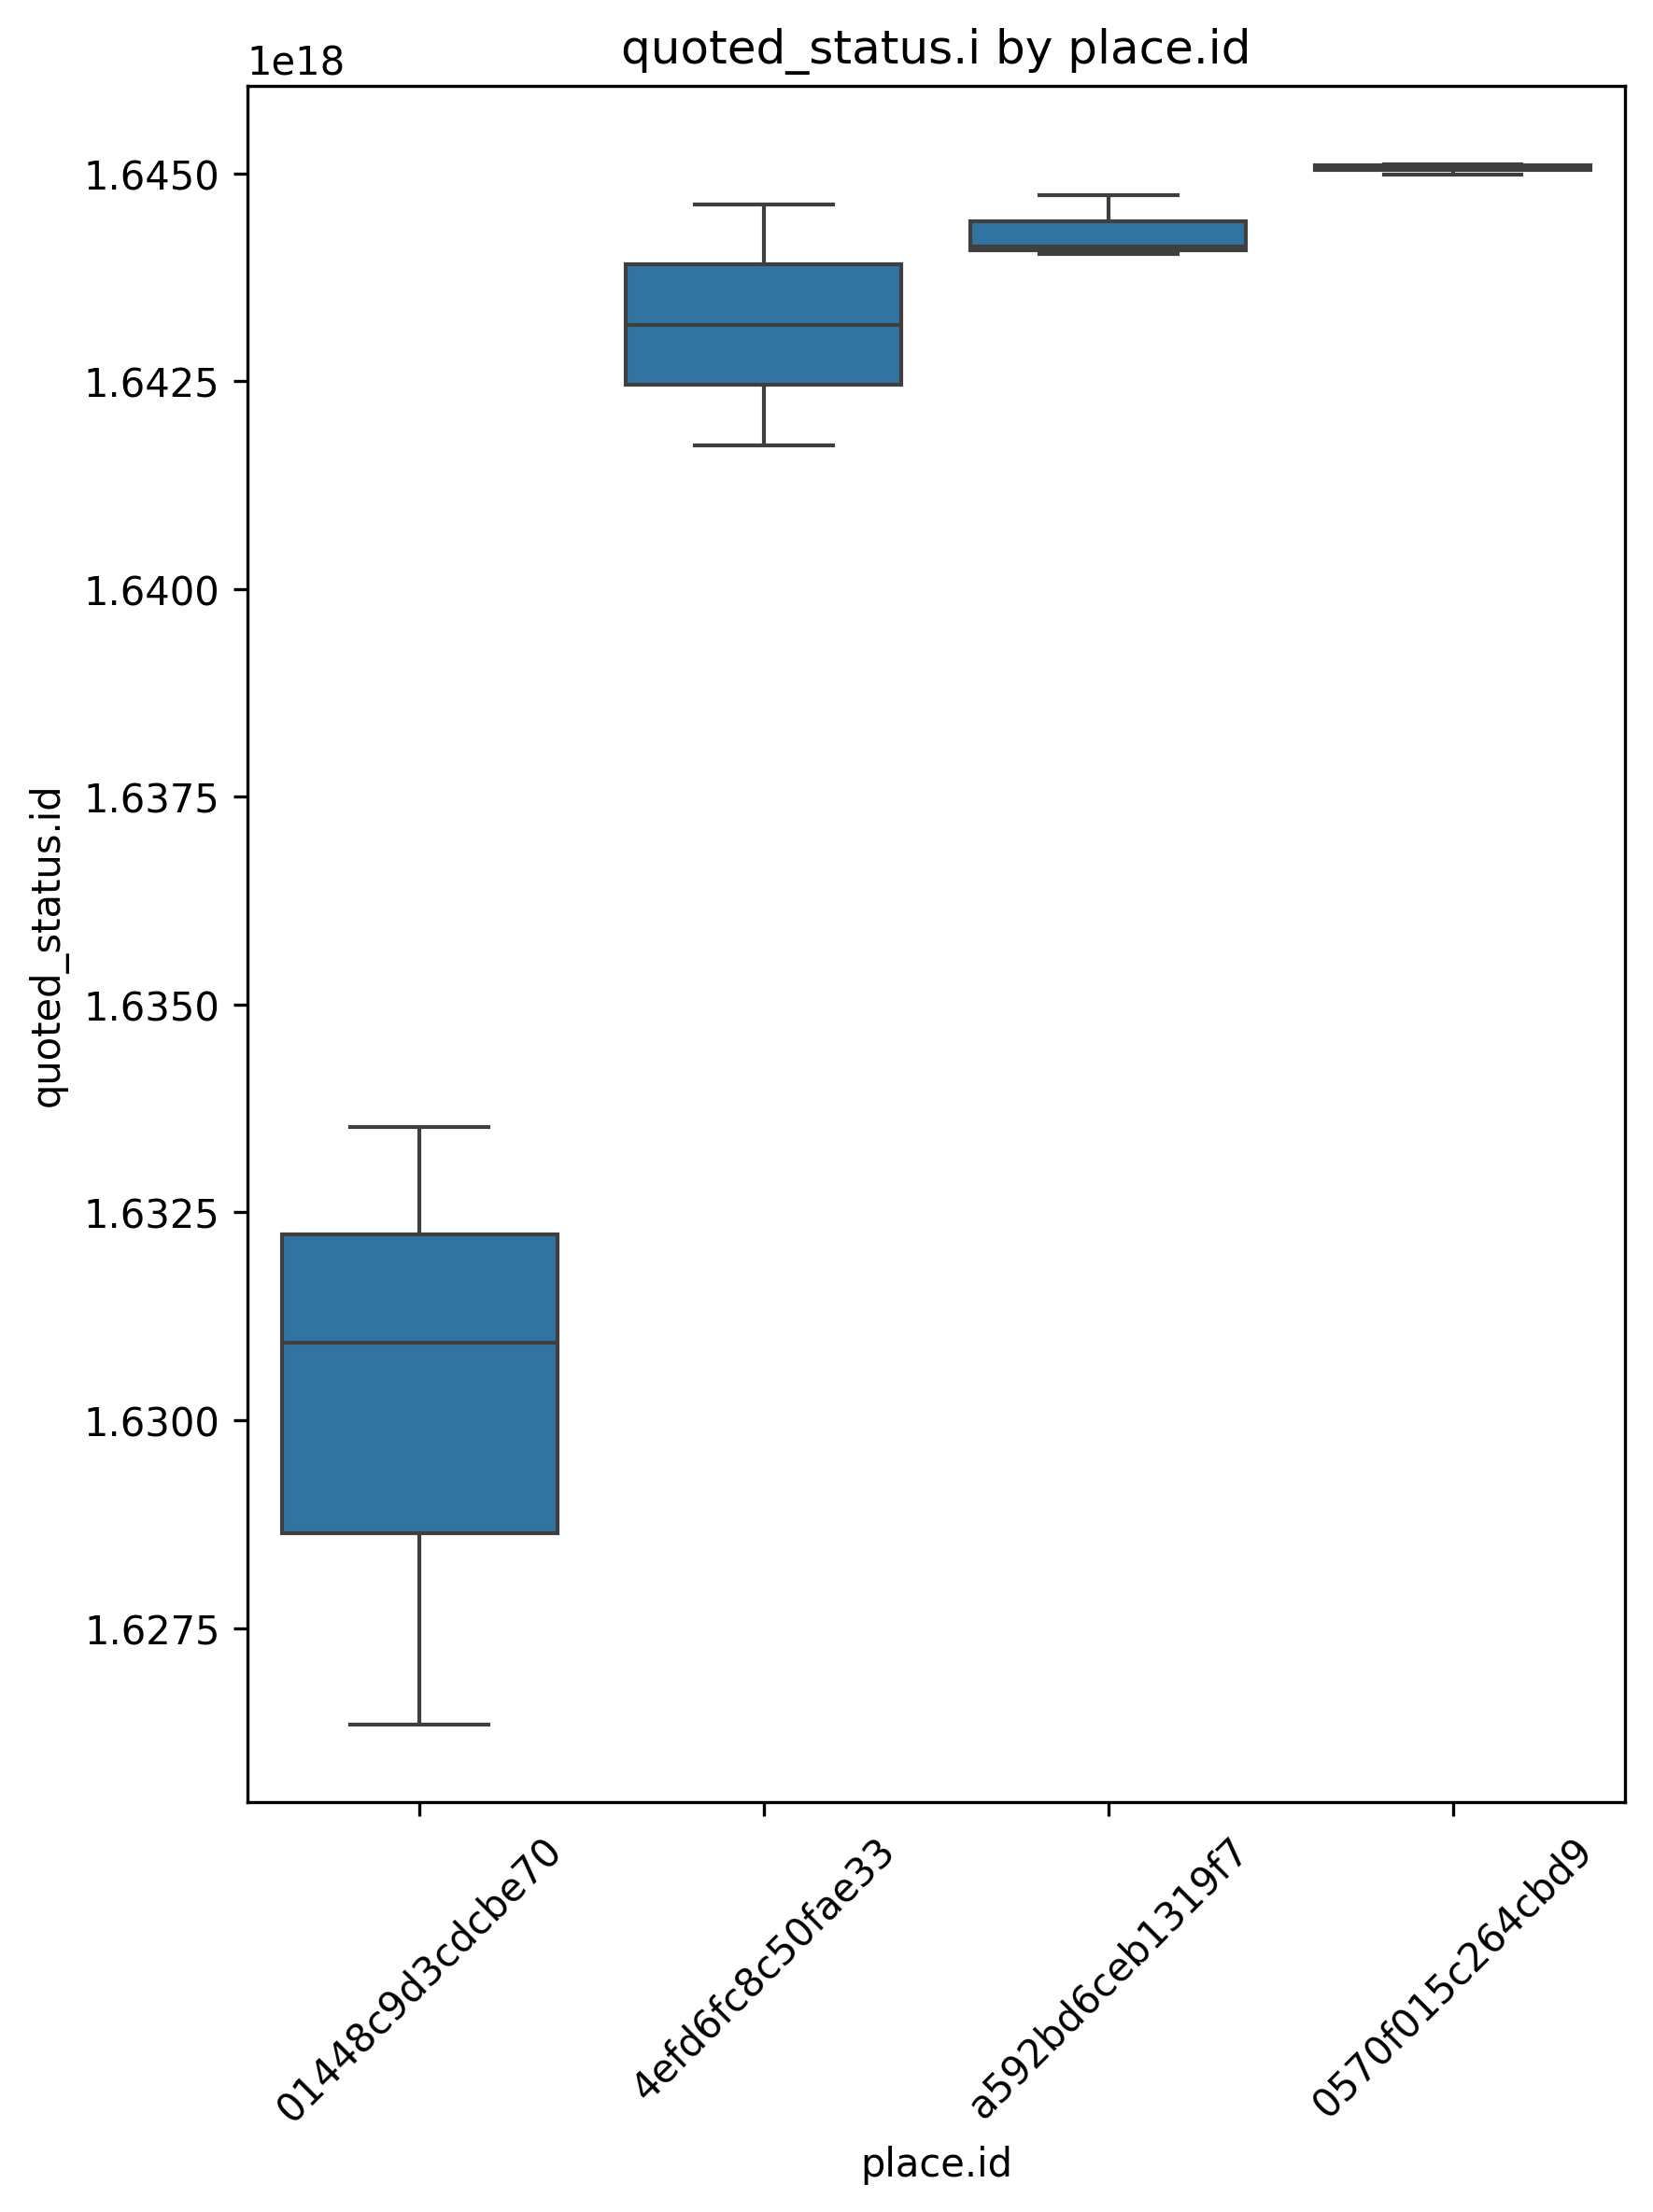 quoted_status.i by place.id
1e18
1.6450
1.6425
1.6400
1.6375
1.6350
1.6325
1.6300
1.6275
quoted_status.id
01448c9d3cdcbe70
4efd6fc8c50fae33
a592bd6ceb1319f7
0570f015c264cbd9
place.id